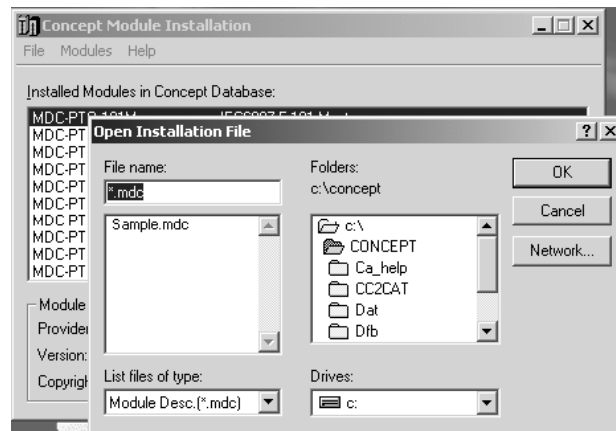 Concept Module Installation
File Modules Help
Installed Modules in Concept Database:
MDC-PT
Open Installation File
MDC-PT
MDC-PT
MDC-PT
MDC-PT
MDC-PT
MDC PT
MDC-PT
MDC-PT
MDC-PT
File name:
*.mdc
Sample.mdc
Folders:
c:\concept
c:\
CONCEPT
Ca_help
CC2CAT
Dat
Dfb
OK
Cancel
Network...
Module
Provider
Version:
Copyrigh
List files of type:
Module Desc.(*.mdc)
Drives:
c: